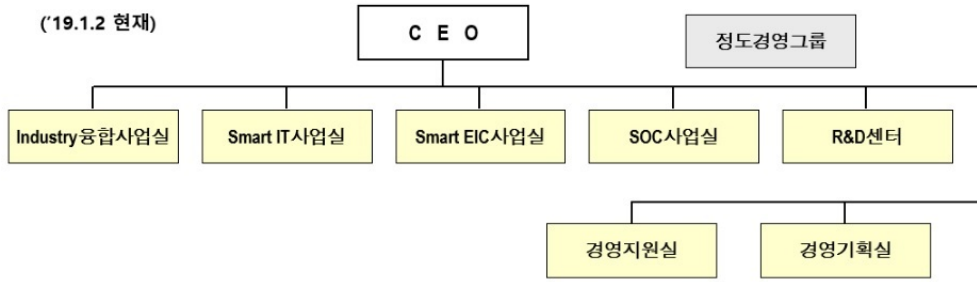 ('19.1.2 현재)
C E O
정도경영그룹
Industry융합사업실
Smart IT사업실
Smart EIC사업실
SOC사업실
R&D센터
경영지원실
경영기획실